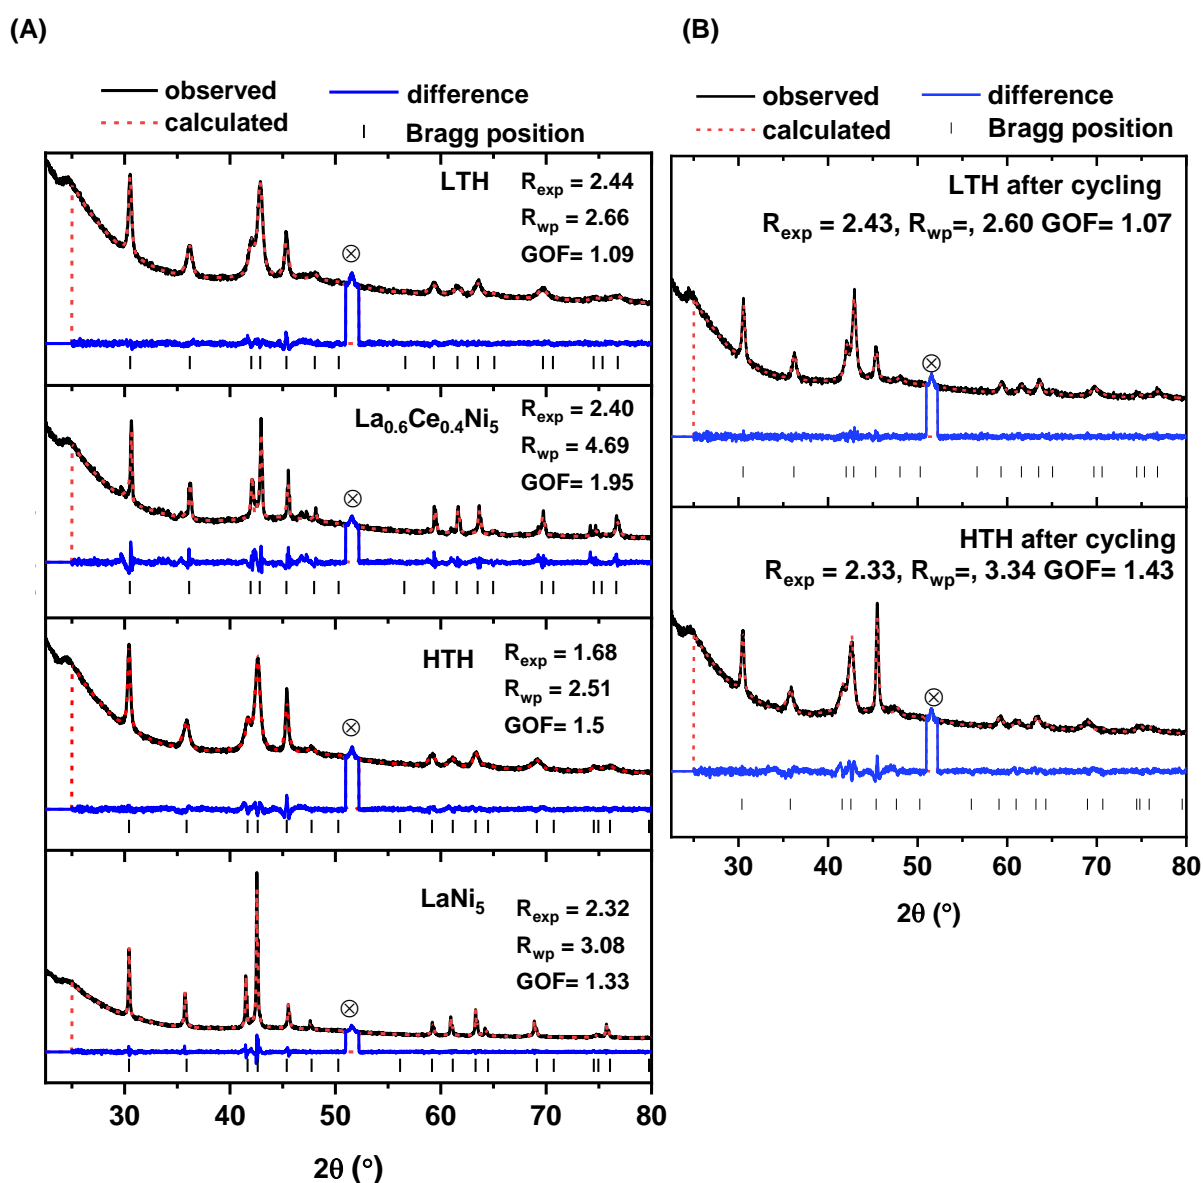 (A)
observed
difference
calculated
Bragg position
LTH
R_exp = 2.44
R_wp = 2.66
GOF= 1.09
⊗
La_0.6Ce_0.4Ni_5
R_exp = 2.40
R_wp = 4.69
GOF= 1.95
⊗
HTH
R_exp = 1.68
R_wp = 2.51
GOF= 1.5
⊗
LaNi_5
R_exp = 2.32
R_wp = 3.08
GOF= 1.33
⊗
30 40 50 60 70 80
2θ (°)
(B)
observed
difference
calculated
Bragg position
LTH after cycling
R_exp = 2.43, R_wp=, 2.60 GOF= 1.07
⊗
HTH after cycling
R_exp = 2.33, R_wp=, 3.34 GOF= 1.43
⊗
30 40 50 60 70 80
2θ (°)